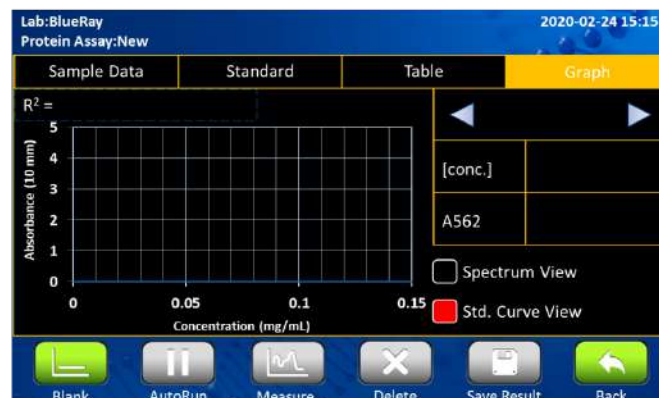 Lab:BlueRay
2020-02-24 15:15
Protein Assay:New
Sample Data
Standard
Table
Graph
R² =
5
4
3
2
1
0
Absorbance (10 mm)
0
0.05
0.1
0.15
Concentration (mg/mL)
[conc.]
A562
Spectrum View
Std. Curve View
Blank
AutoRun
Measure
Delete
Save Result
Back